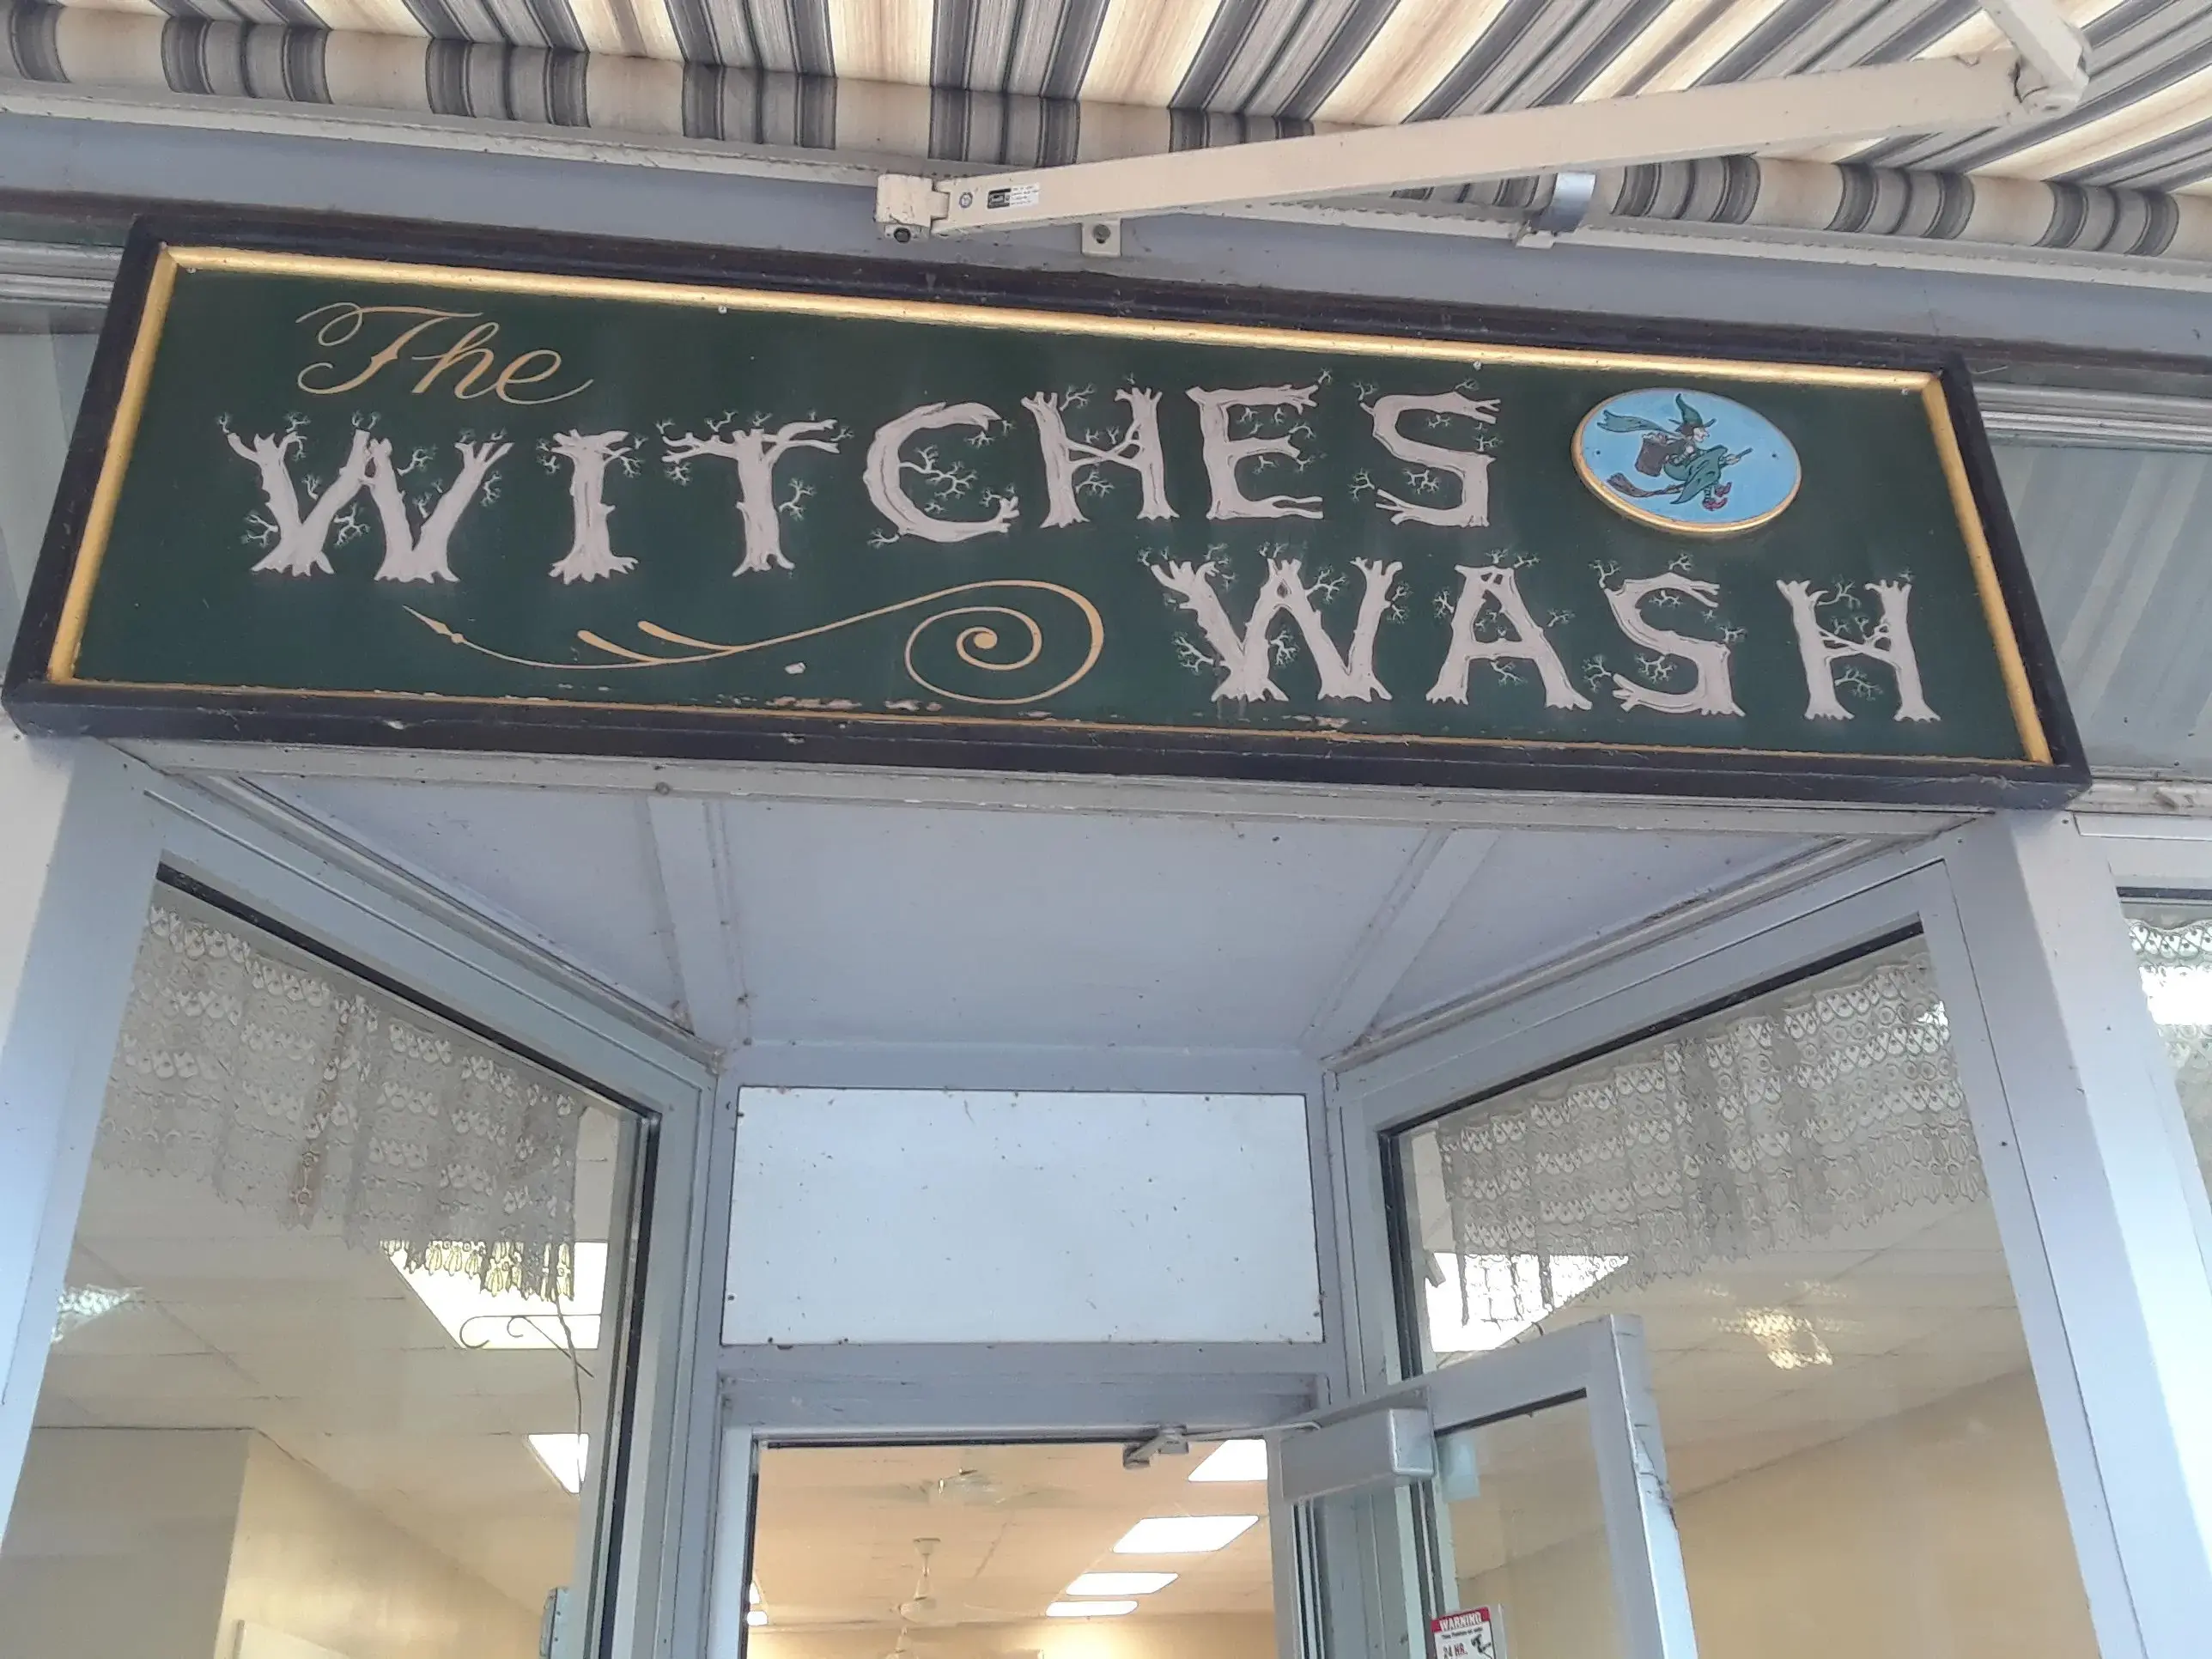 The
WITCHES
WASH
WARNING
24 HR.